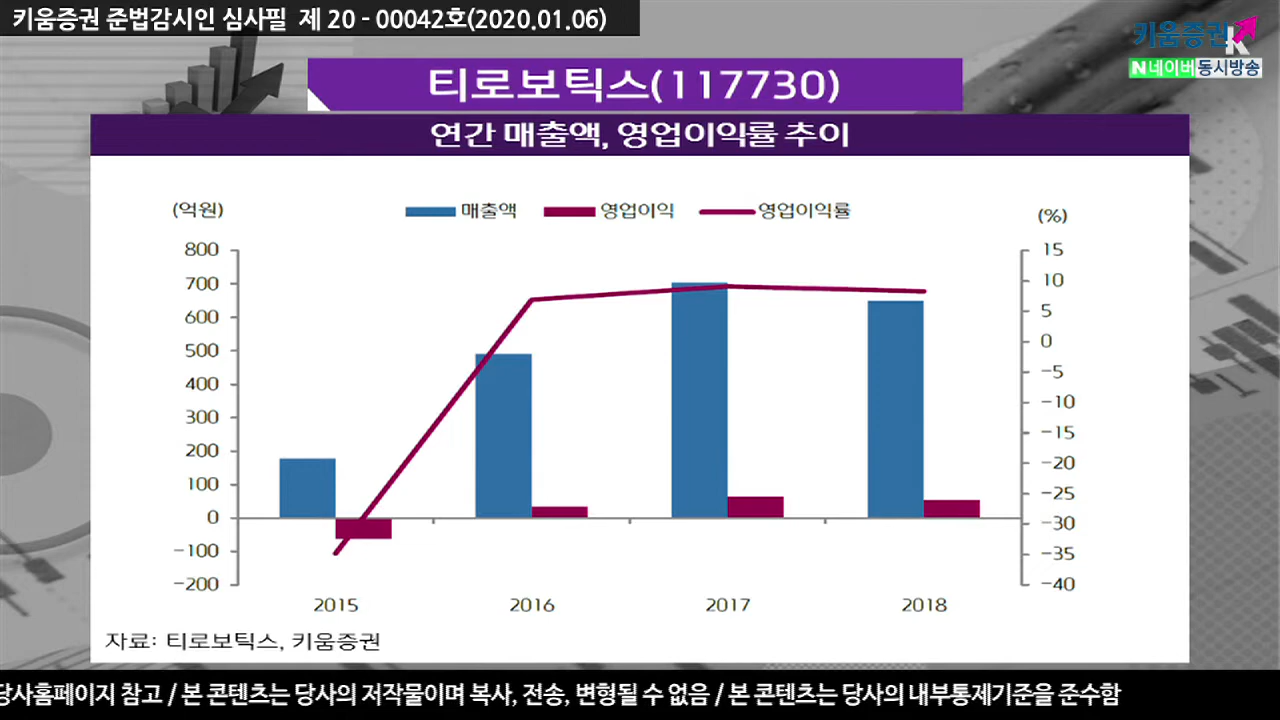 키움증권 준법감시인 심사필 제 20 - 00042호(2020.01.06)
키움증권
N 네이버 동시방송
티로보틱스(117730)
연간 매출액, 영업이익률 추이
(억원)
매출액 영업이익 영업이익률
(%)
800 15
700 10
600 5
500 0
400 -5
300 -10
200 -15
100 -20
0 -25
-100 -30
-200 -35
-40
2015 2016 2017 2018
자료: 티로보틱스, 키움증권
당사홈페이지 참고 / 본 콘텐츠는 당사의 저작물이며 복사, 전송, 변형될 수 없음 / 본 콘텐츠는 당사의 내부통제기준을 준수함